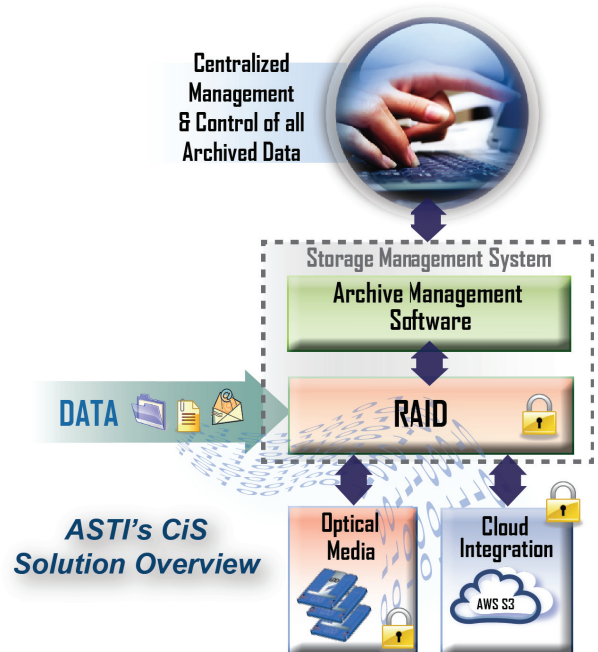 Centralized
Management
& Control of all
Archived Data
Storage Management System
Archive Management
Software
DATA
RAID
ASTI's CiS
Solution Overview
Optical
Media
Cloud
Integration
AWS S3